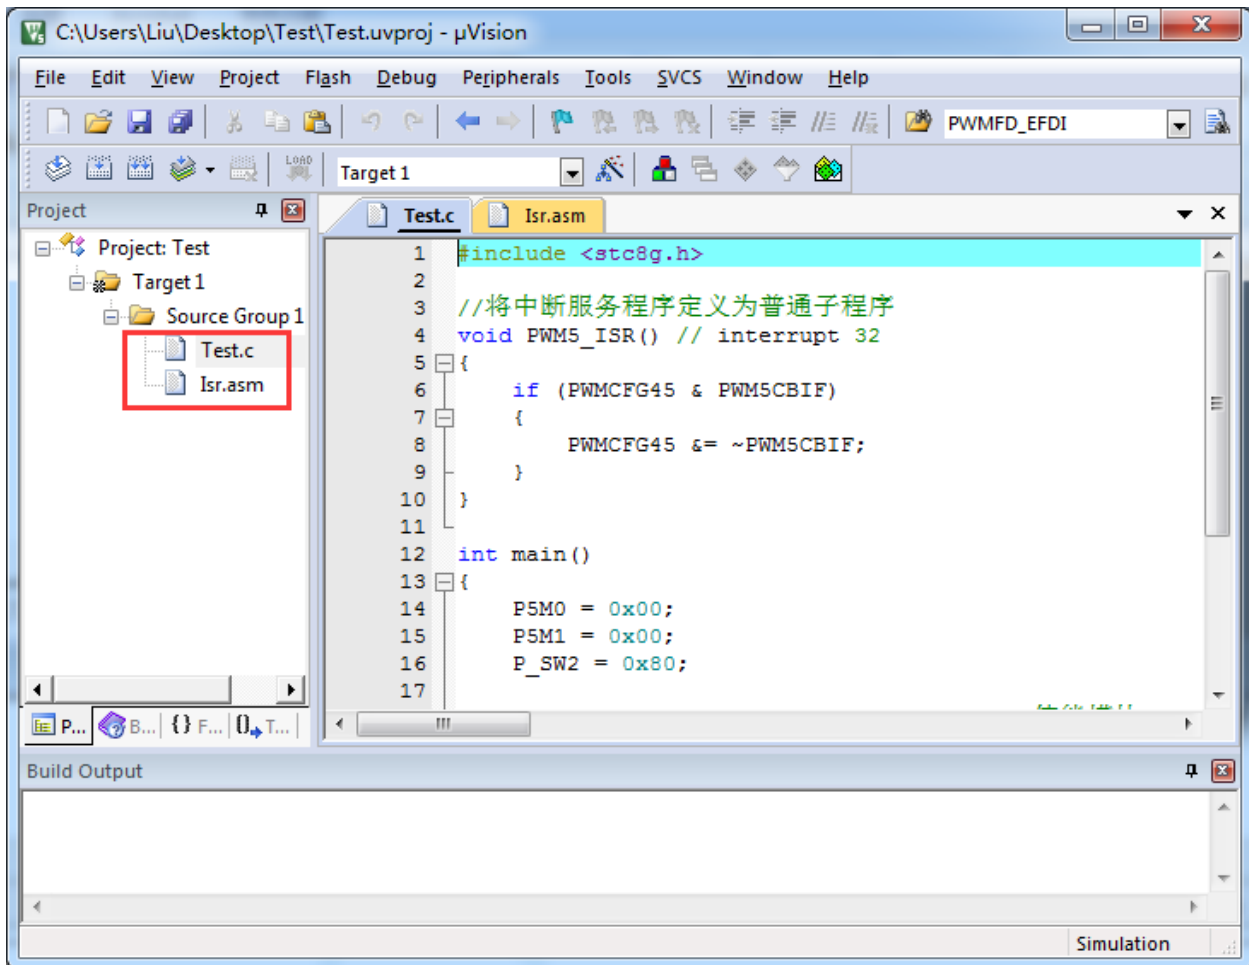 C:\Users\Liu\Desktop\Test\Test.uvproj - µVision
File Edit View Project Flash Debug Peripherals Tools SVCS Window Help
PWMFD_EFDI
LOAD
Target 1
Project
Project: Test
Target 1
Source Group 1
Test.c
Isr.asm
P... B... {} F... 0 T...
Test.c Isr.asm
1 #include <stc8g.h>
2
3 //将中断服务程序定义为普通子程序
4 void PWM5_ISR() // interrupt 32
5 {
6 if (PWMCFG45 & PWM5CBIF)
7 {
8 PWMCFG45 &= ~PWM5CBIF;
9 }
10 }
11
12 int main()
13 {
14 P5M0 = 0x00;
15 P5M1 = 0x00;
16 P_SW2 = 0x80;
17
Build Output
Simulation